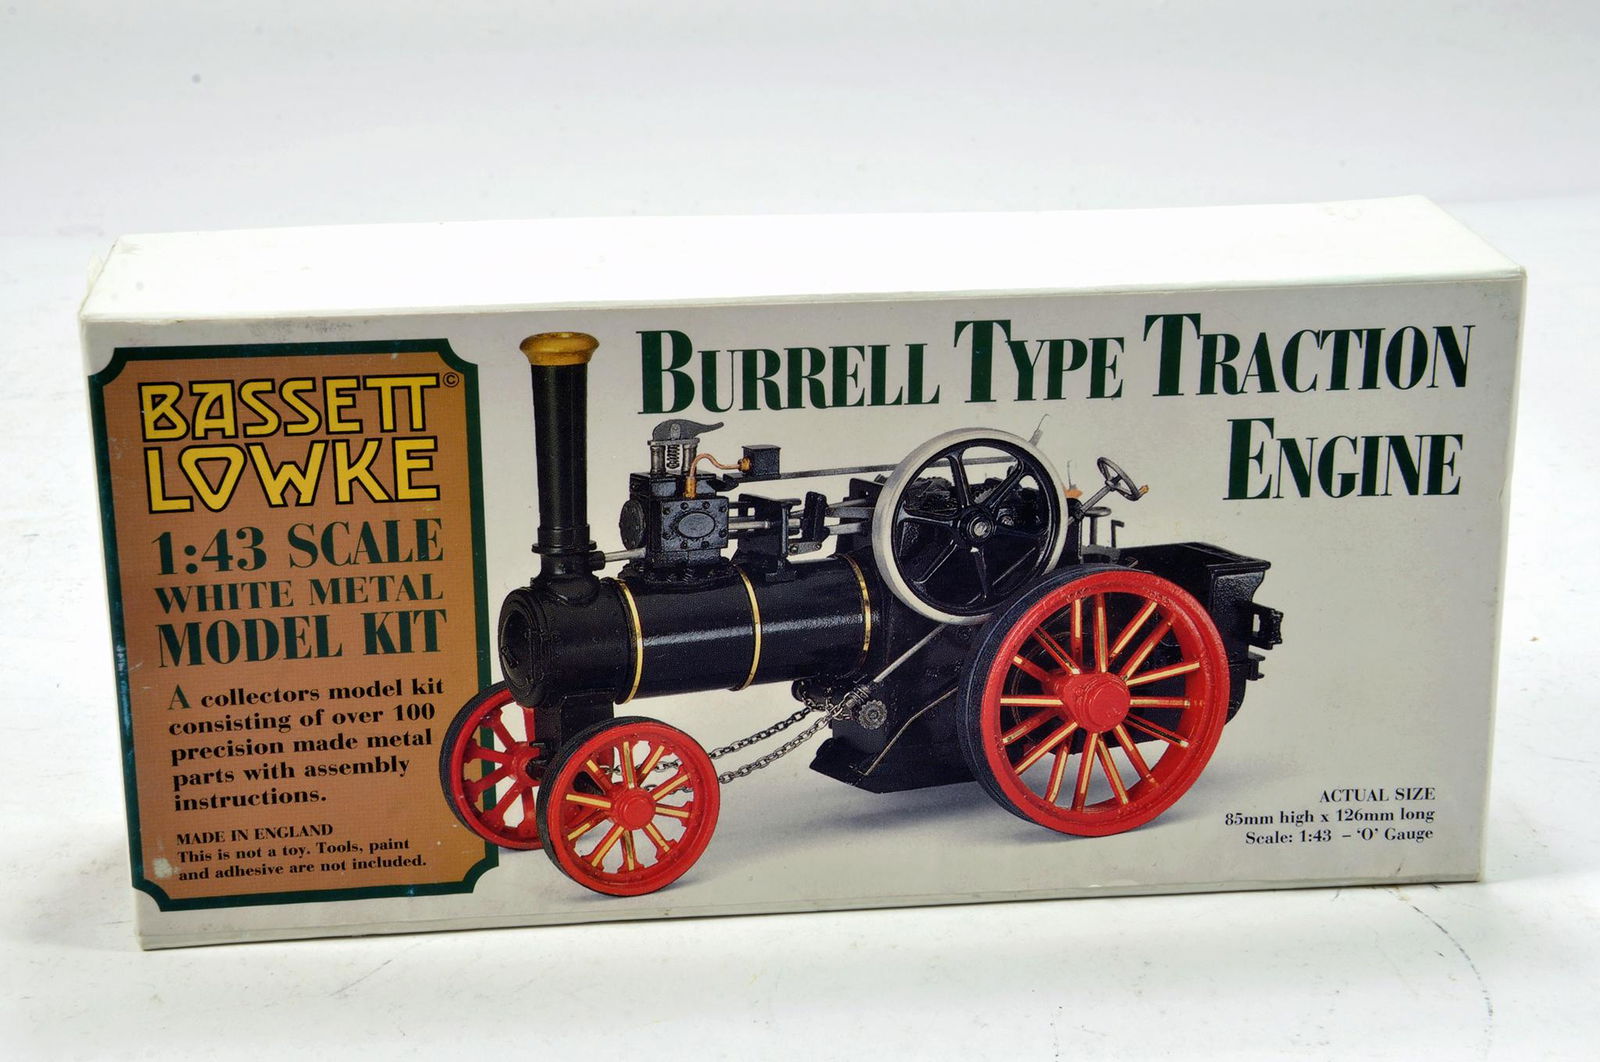 BASSETT©
LOWKE
1:43 SCALE
WHITE METAL
MODEL KIT
A collectors model kit
consisting of over 100
precision made metal
parts with assembly
instructions.
MADE IN ENGLAND
This is not a toy. Tools, paint
and adhesive are not included.
BURRELL TYPE TRACTION
ENGINE
ACTUAL SIZE
85mm high x 126mm long
Scale: 1:43 – 'O' Gauge